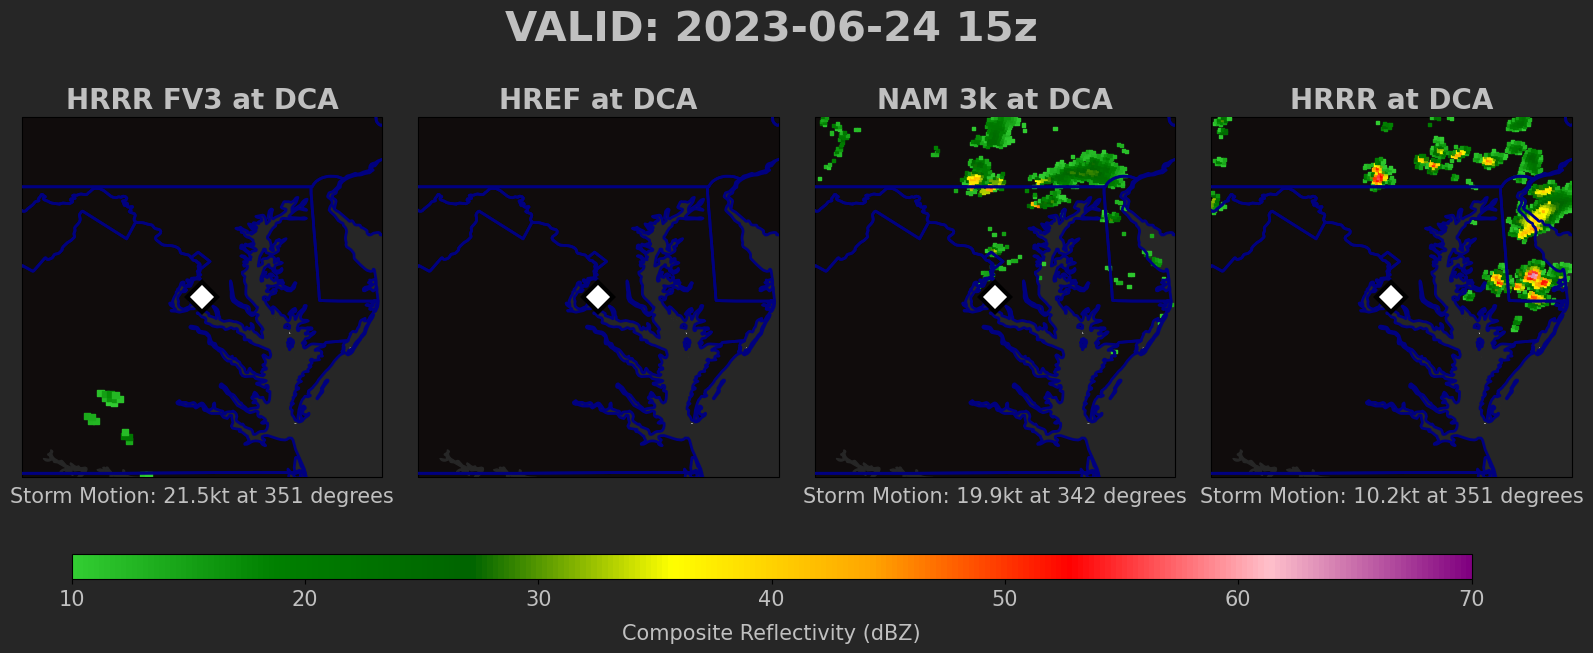 VALID: 2023-06-24 15z
HRRR FV3 at DCA
HREF at DCA
NAM 3k at DCA
HRRR at DCA
Storm Motion: 21.5kt at 351 degrees
Storm Motion: 19.9kt at 342 degrees
Storm Motion: 10.2kt at 351 degrees
10 20 30 40 50 60 70
Composite Reflectivity (dBZ)